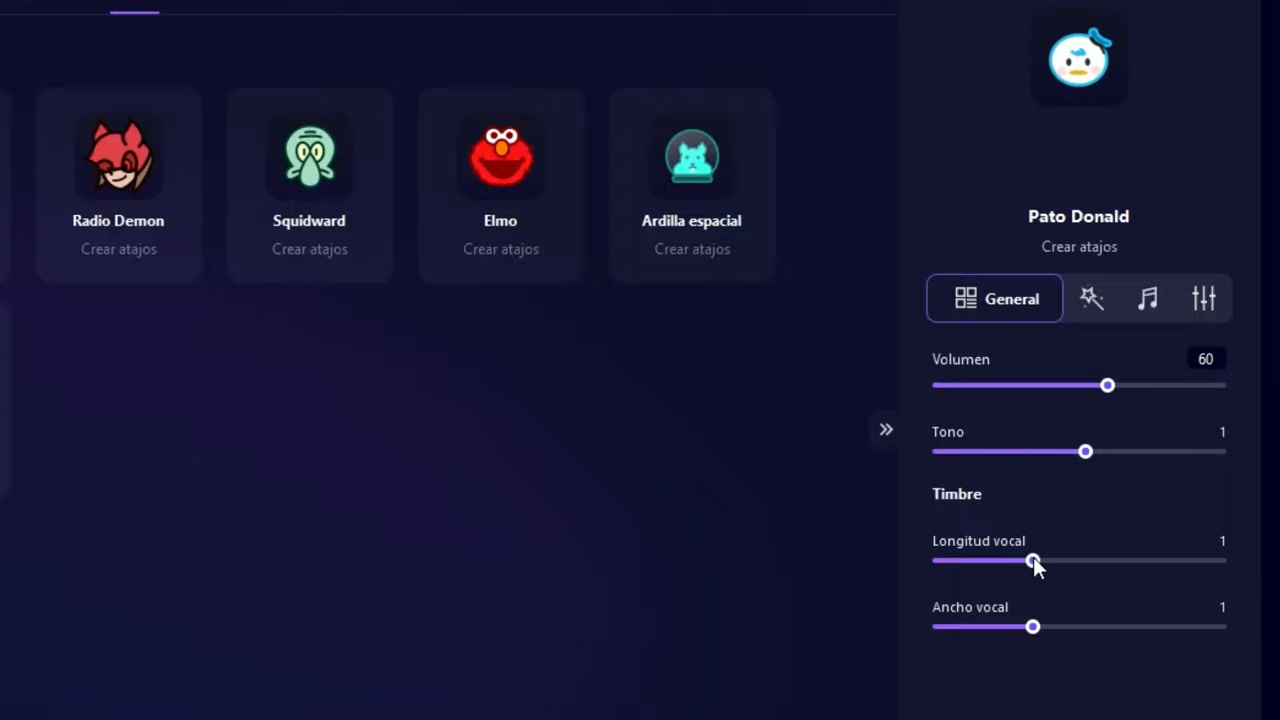 Radio Demon
Crear atajos
Squidward
Crear atajos
Elmo
Crear atajos
Ardilla espacial
Crear atajos
Pato Donald
Crear atajos
General
Volumen 60
Tono 1
Timbre
Longitud vocal 1
Ancho vocal 1